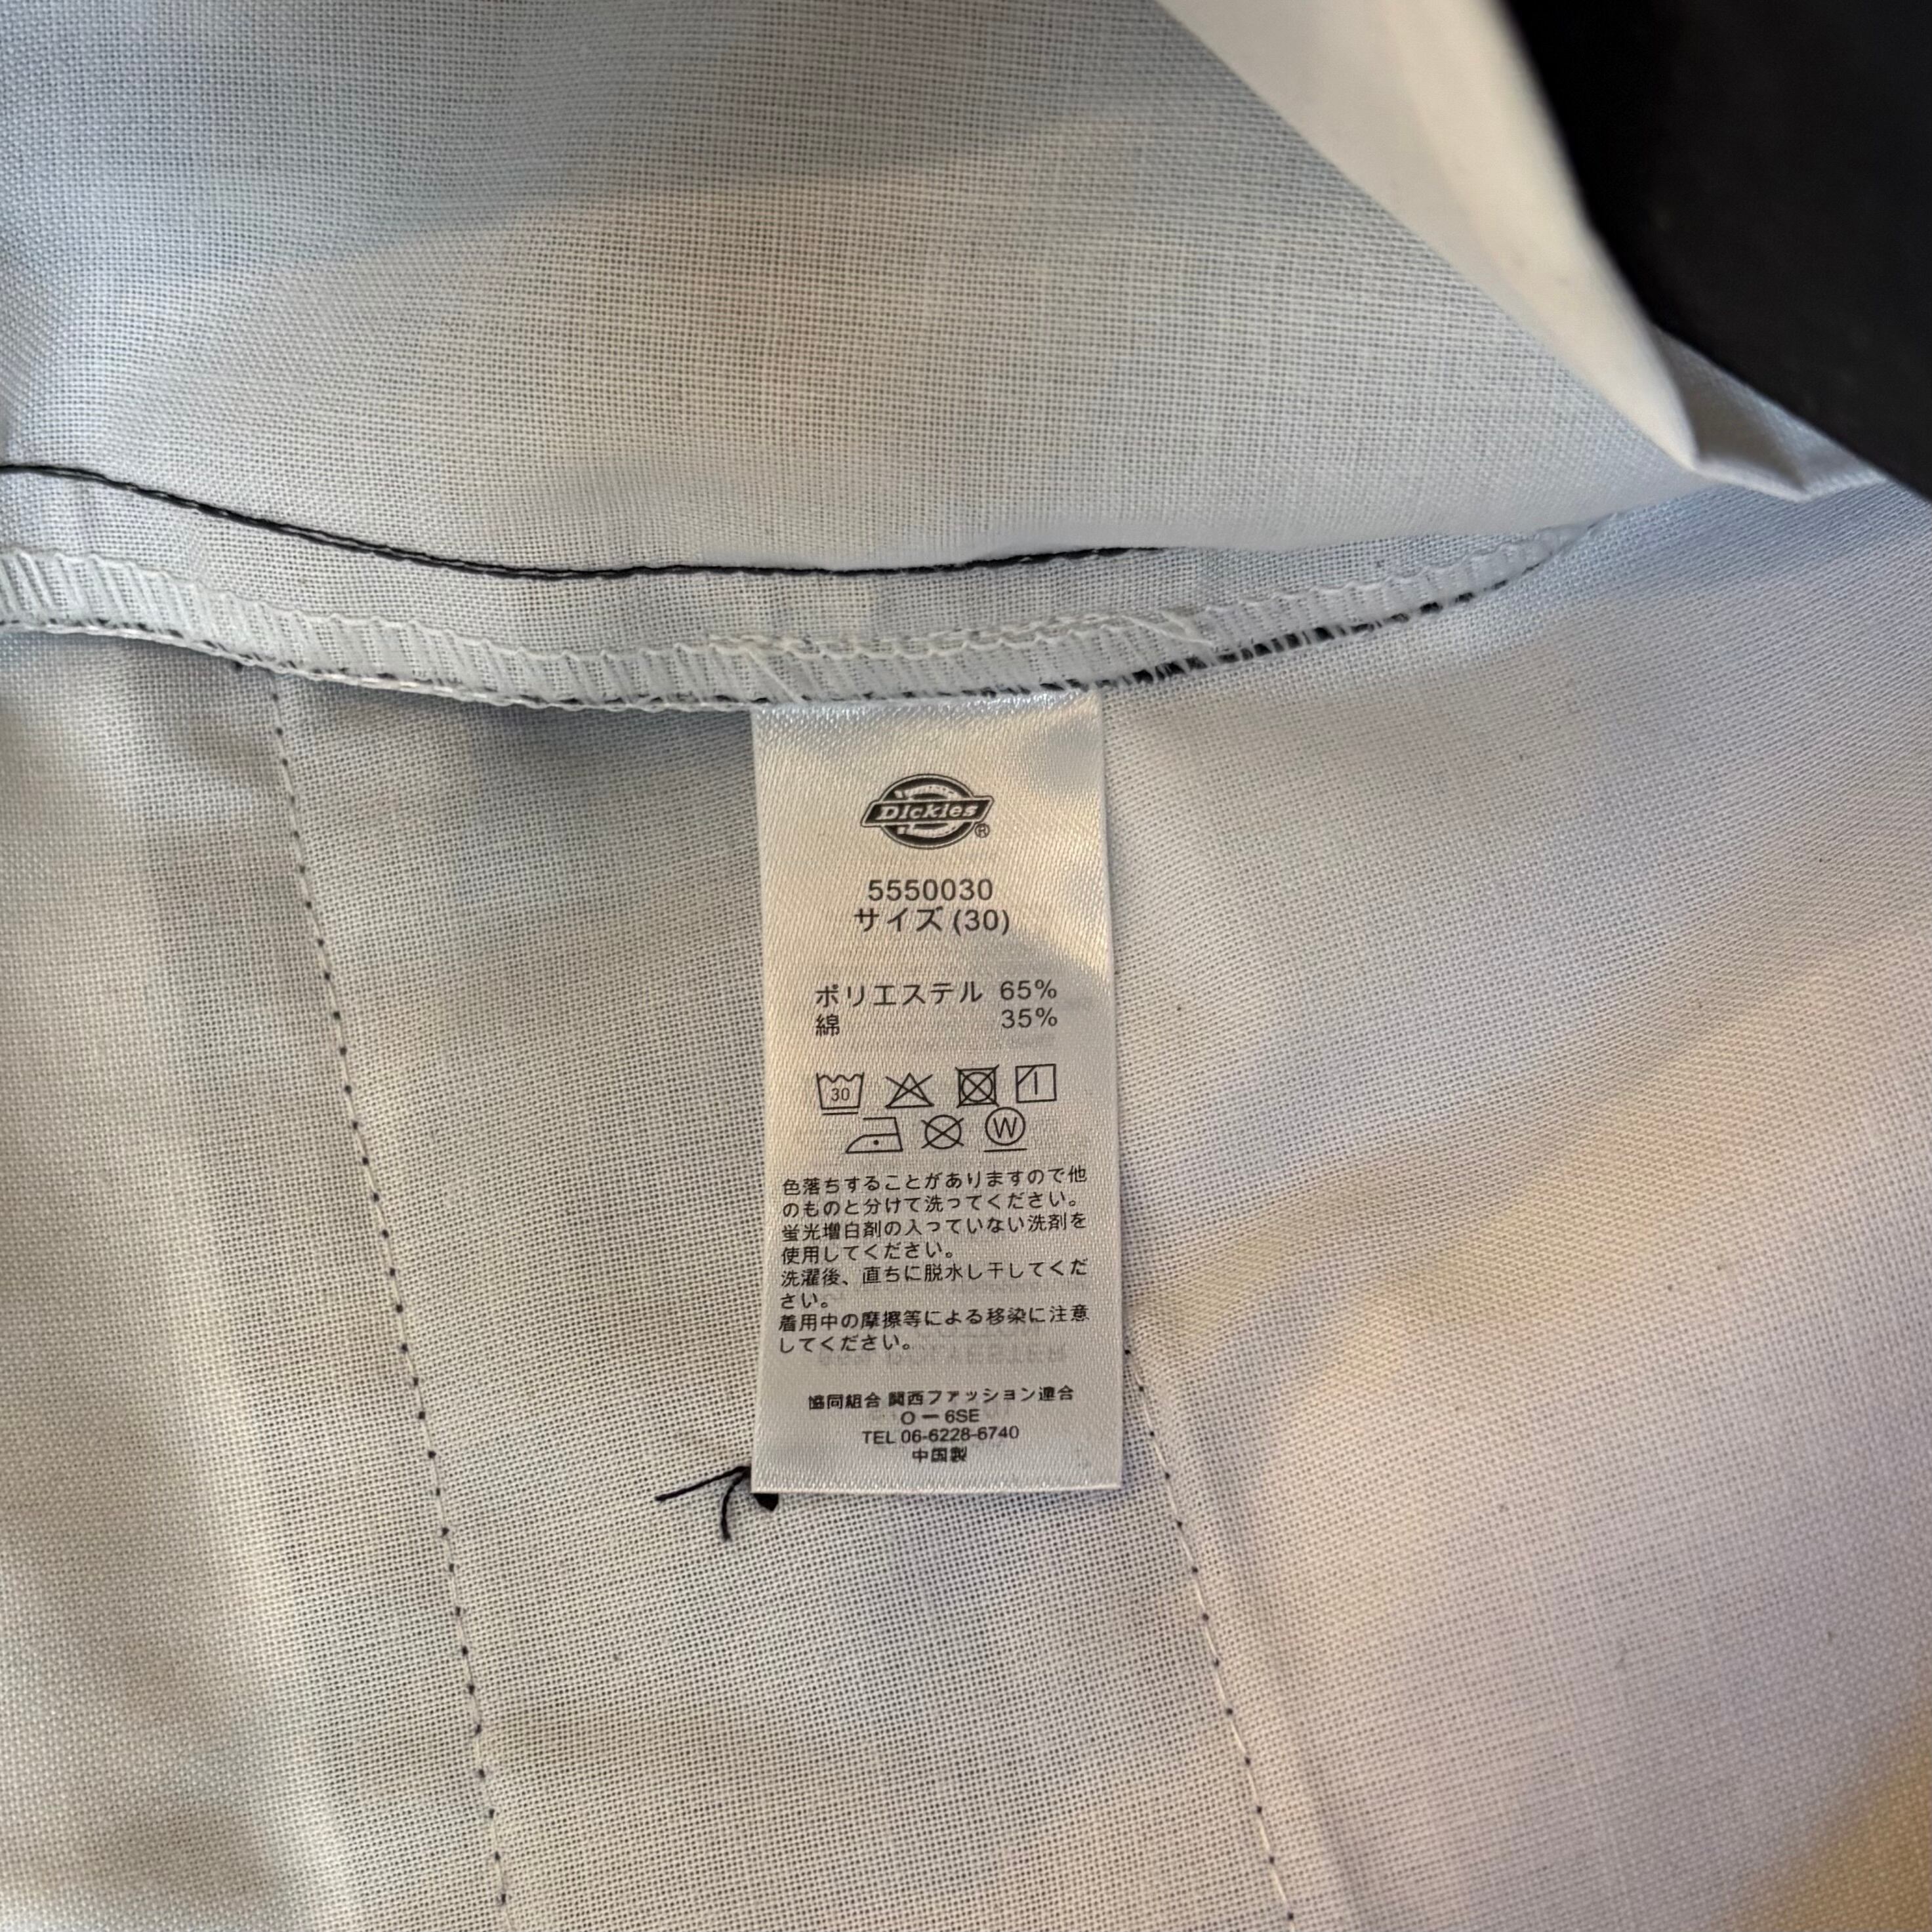 Dickies®
5550030
サイズ (30)
ポリエステル 65%
綿 35%
30
W
色落ちすることがありますので他
のものと分けて洗ってください。
蛍光増白剤の入っていない洗剤を
使用してください。
洗濯後、直ちに脱水し干してくだ
さい。
着用中の摩擦等による移染に注意
してください。
協同組合 関西ファッション連合
O ー 6SE
TEL 06-6228-6740
中国製